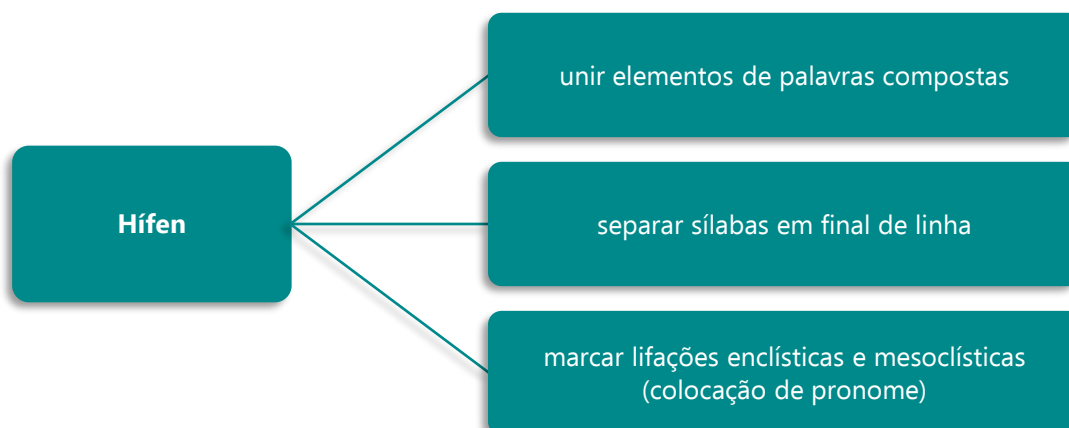 Hífen
unir elementos de palavras compostas
separar sílabas em final de linha
marcar lifações enclísticas e mesoclísticas
(colocação de pronome)